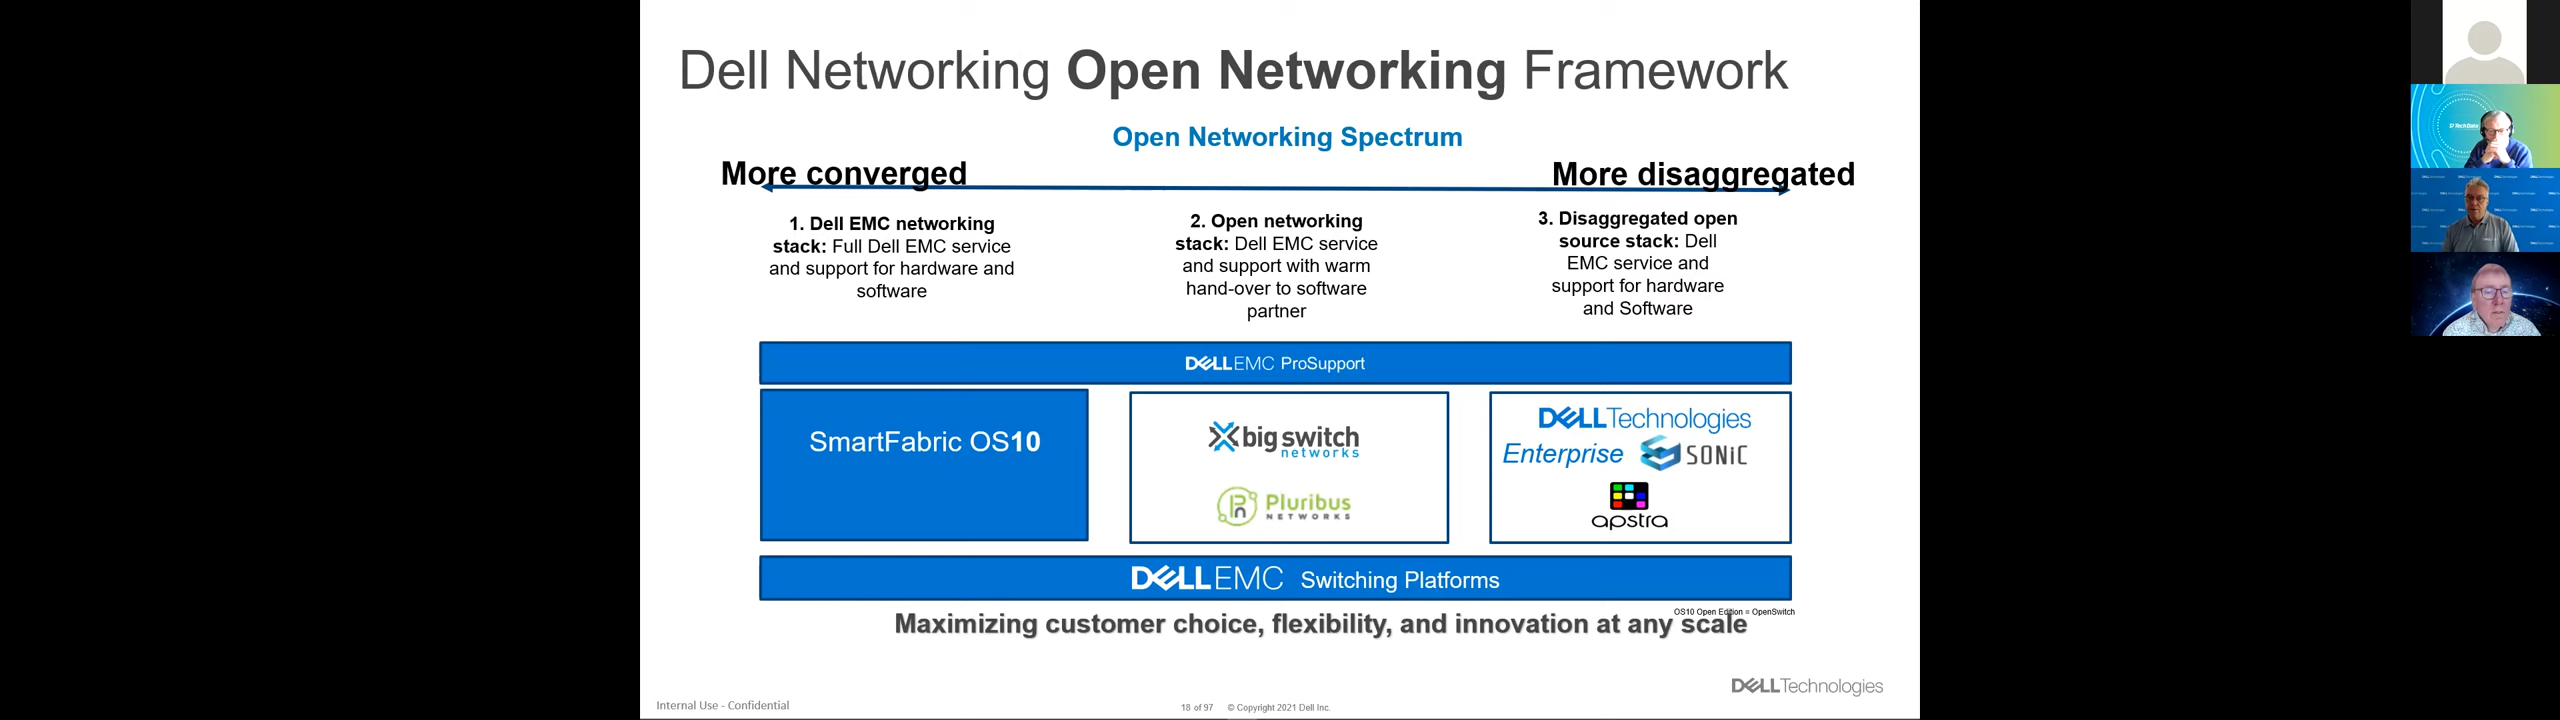 Dell Networking Open Networking Framework
Open Networking Spectrum
More converged
More disaggregated
1. Dell EMC networking
stack: Full Dell EMC service
and support for hardware and
software
2. Open networking
stack: Dell EMC service
and support with warm
hand-over to software
partner
3. Disaggregated open
source stack: Dell
EMC service and
support for hardware
and Software
DELLEMC ProSupport
SmartFabric OS10
big switch
networks
Pluribus
NETWORKS
DELLTechnologies
Enterprise SONiC
apstra
DELLEMC Switching Platforms
OS10 Open Edition = OpenSwitch
Maximizing customer choice, flexibility, and innovation at any scale
DELLTechnologies
Internal Use - Confidential
18 of 97 © Copyright 2021 Dell Inc.
Tech Data